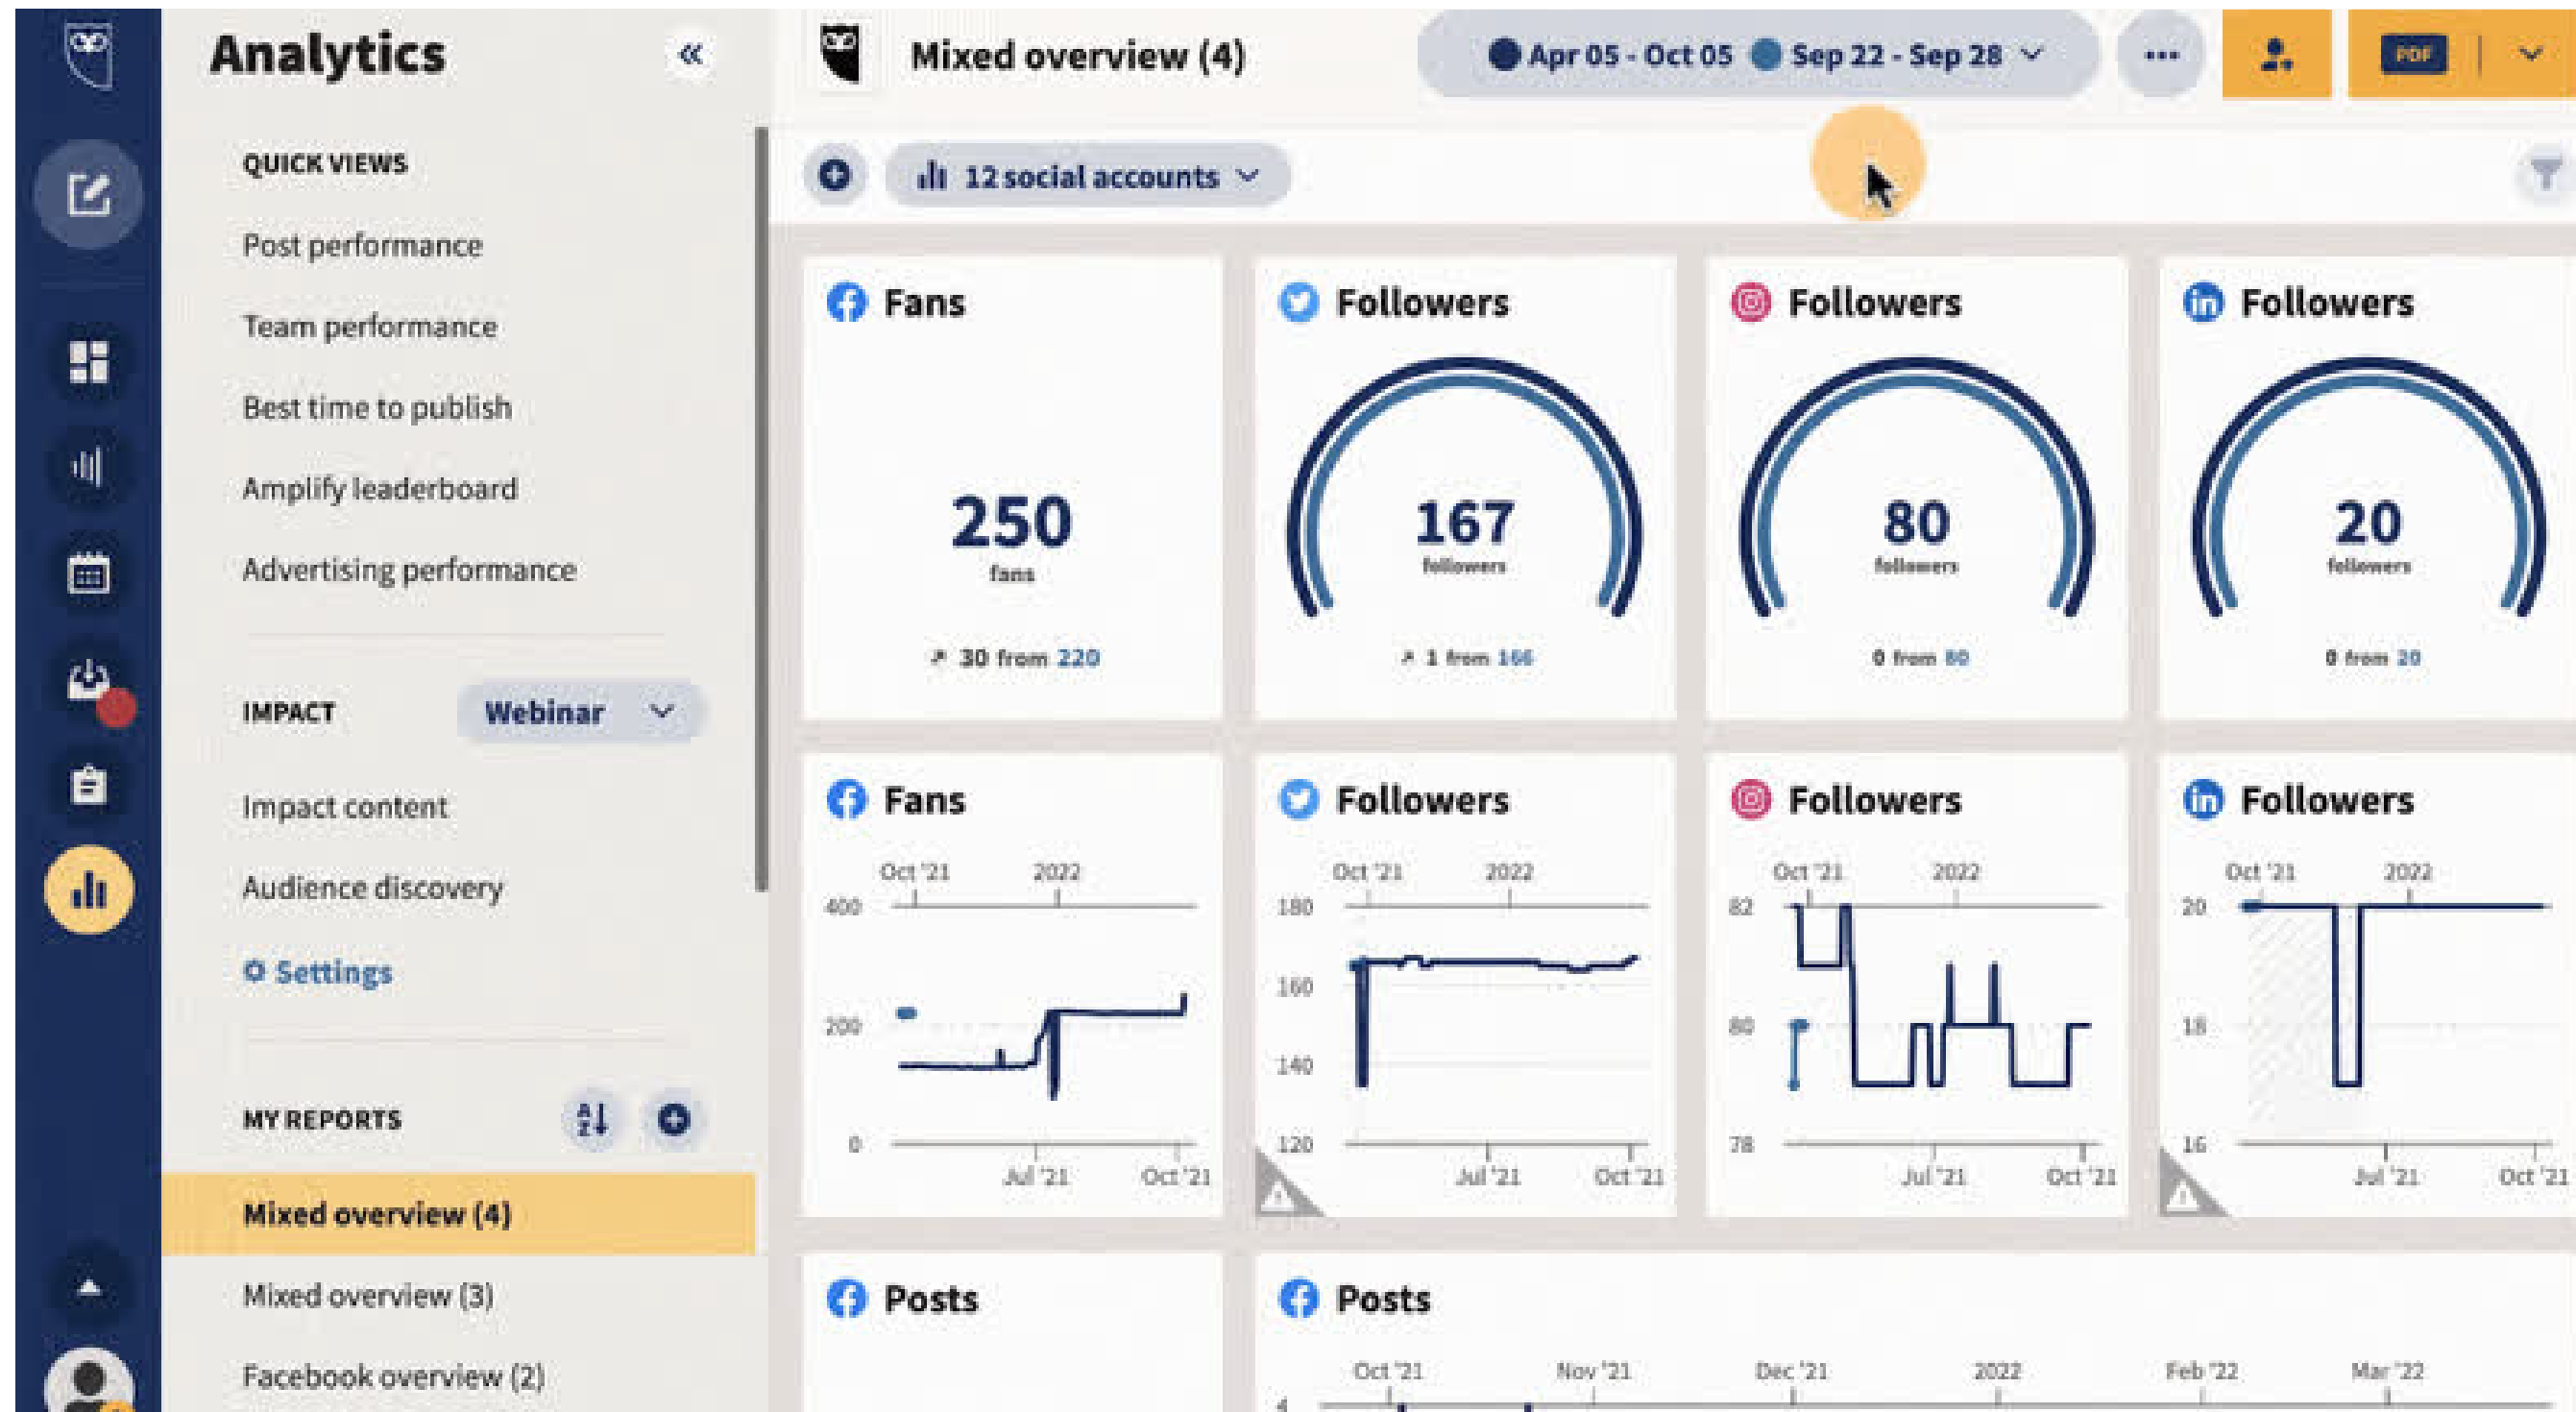 Analytics
«
Mixed overview (4)
Apr 05 - Oct 05
Sep 22 - Sep 28
PDF
12 social accounts
QUICK VIEWS
Post performance
Team performance
Best time to publish
Amplify leaderboard
Advertising performance
IMPACT
Webinar
Impact content
Audience discovery
Settings
MY REPORTS
A
Z
Mixed overview (4)
Mixed overview (3)
Facebook overview (2)
Fans
250
fans
30 from 220
Followers
167
followers
1 from 166
Followers
80
followers
0 from 80
in Followers
20
followers
0 from 20
Fans
Oct '21 2022
400
200
0
Jul '21 Oct '21
Followers
Oct '21 2022
180
160
140
120
Jul '21 Oct '21
Followers
Oct '21 2022
82
80
78
Jul '21 Oct '21
in Followers
Oct '21 2022
20
18
16
Jul '21 Oct '21
Posts
Posts
Oct '21 Nov '21 Dec '21 2022 Feb '22 Mar '22
4